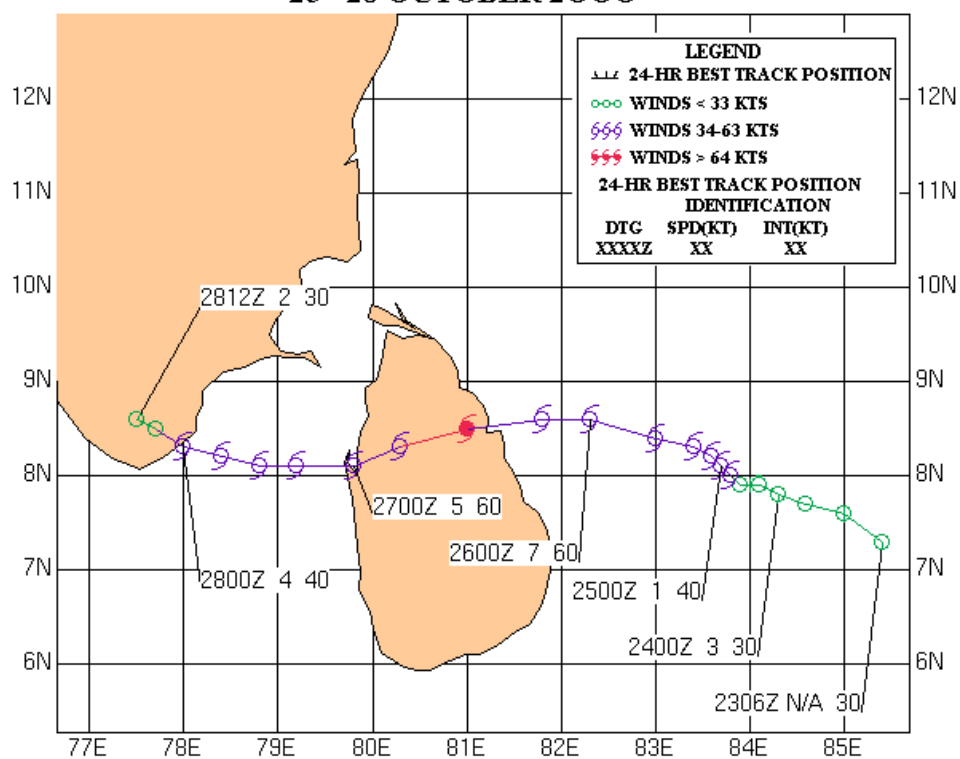 OCTOBER 2000
LEGEND
24-HR BEST TRACK POSITION
WINDS < 33 KTS
WINDS 34-63 KTS
WINDS > 64 KTS
24-HR BEST TRACK POSITION
IDENTIFICATION
DTG SPD(KT) INT(KT)
XXXXZ XX XX
12N 12N
11N 11N
10N 10N
2812Z 2 30
9N 9N
8N 8N
2700Z 5 60
2600Z 7 60
7N 7N
2800Z 4 40
2500Z 1 40
2400Z 3 30
6N 6N
2306Z N/A 30
77E 78E 79E 80E 81E 82E 83E 84E 85E